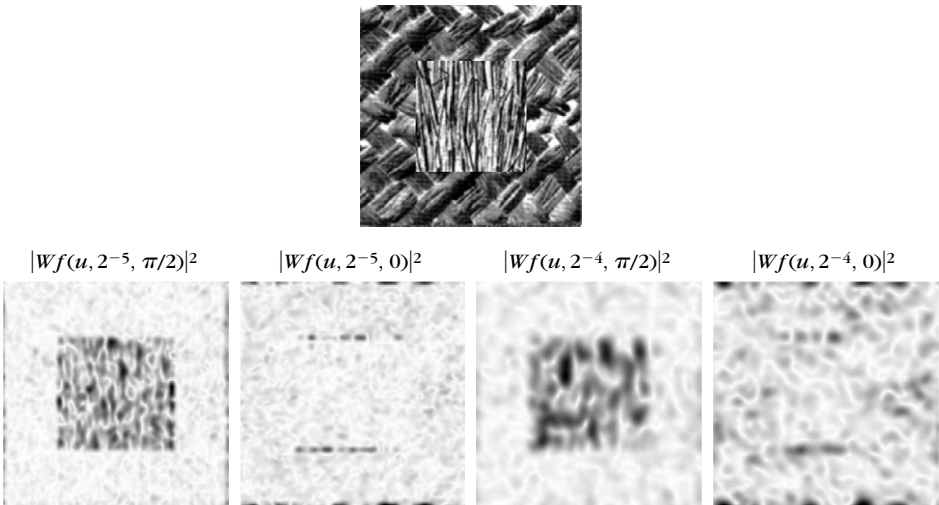 |Wf(u, 2⁻⁵, π/2)|² |Wf(u, 2⁻⁵, 0)|² |Wf(u, 2⁻⁴, π/2)|² |Wf(u, 2⁻⁴, 0)|²